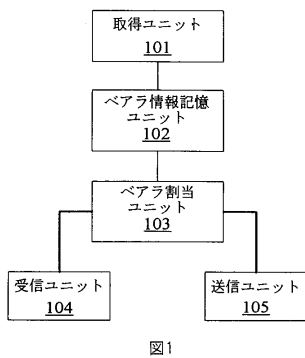 取得ユニット
101
ベアラ情報記憶
ユニット
102
ベアラ割当
ユニット
103
受信ユニット
104
送信ユニット
105
図1